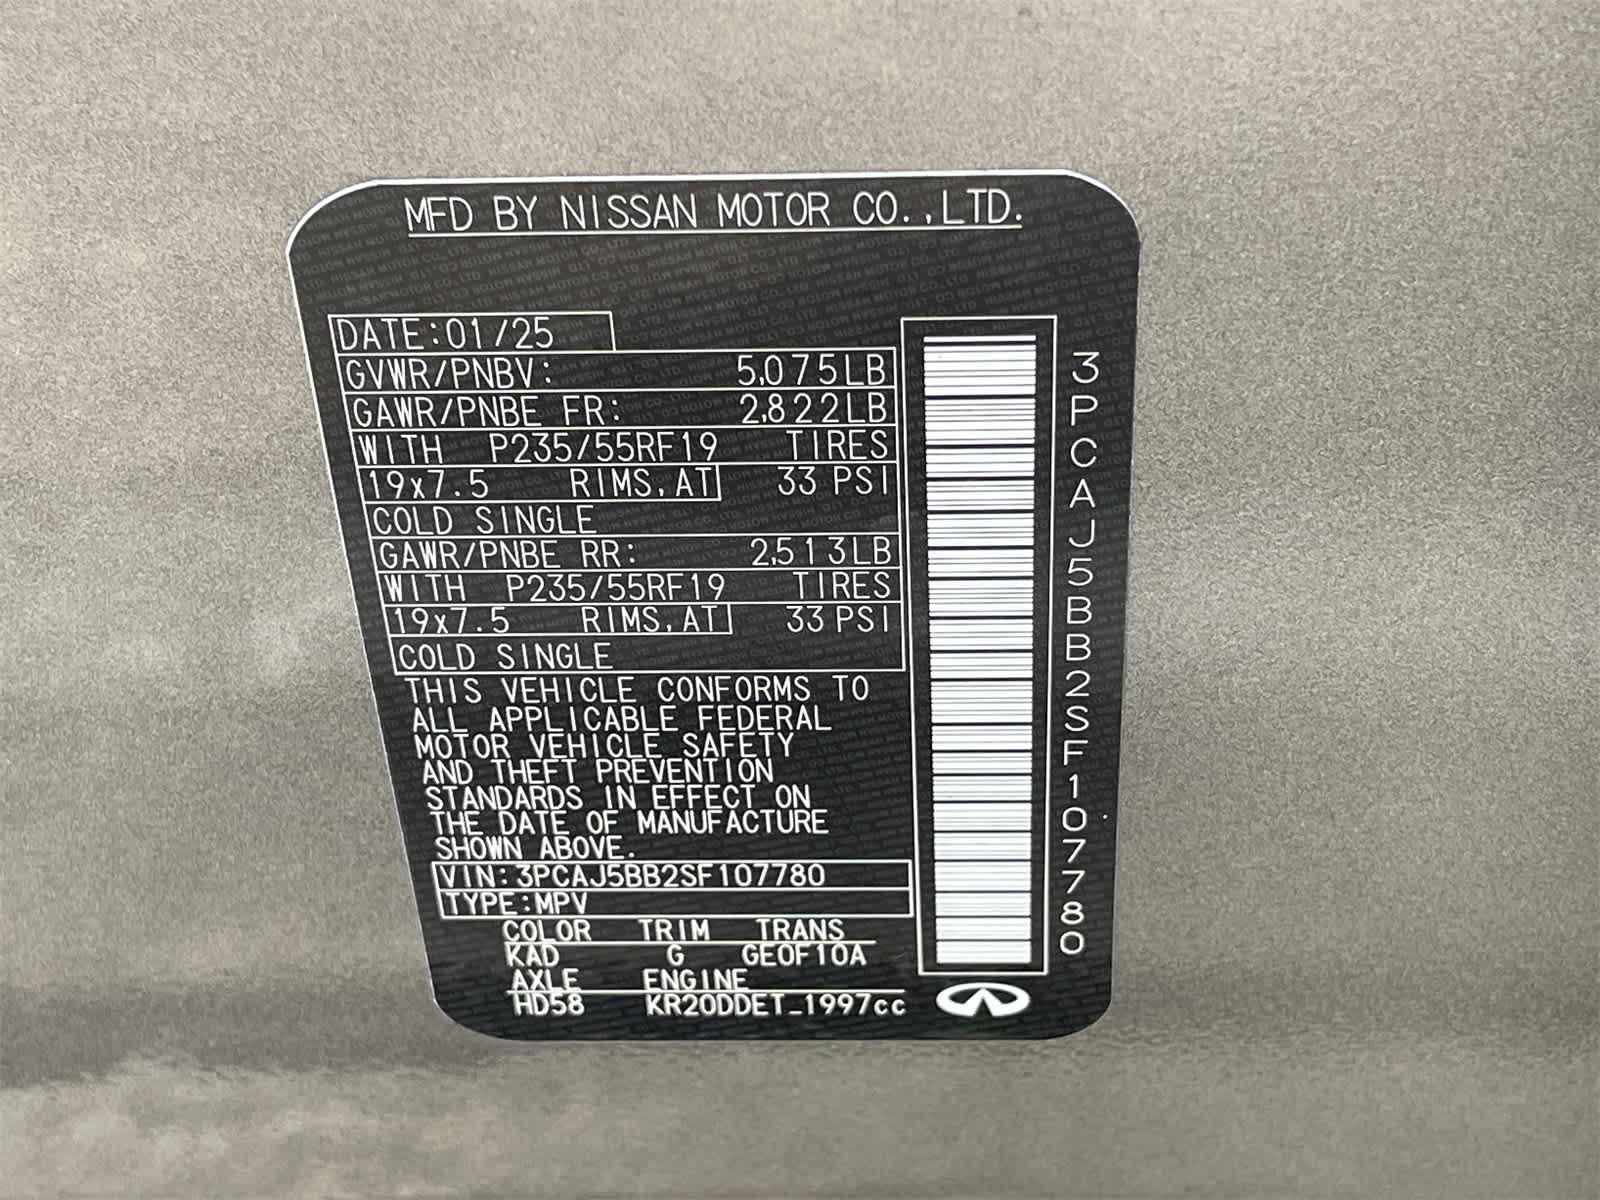 MFD BY NISSAN MOTOR CO.,LTD.
DATE:01/25
GVWR/PNBV: 5,075LB
GAWR/PNBE FR: 2,822LB
WITH P235/55RF19 TIRES
19x7.5 RIMS,AT 33 PSI
COLD SINGLE
GAWR/PNBE RR: 2,513LB
WITH P235/55RF19 TIRES
19x7.5 RIMS,AT 33 PSI
COLD SINGLE
THIS VEHICLE CONFORMS TO
ALL APPLICABLE FEDERAL
MOTOR VEHICLE SAFETY
AND THEFT PREVENTION
STANDARDS IN EFFECT ON
THE DATE OF MANUFACTURE
SHOWN ABOVE.
VIN:3PCAJ5BB2SF107780
TYPE:MPV
COLOR TRIM TRANS
KAD G GE0F10A
AXLE ENGINE
HD58 KR20DDET_1997cc
3PCAJ5BB2SF107780